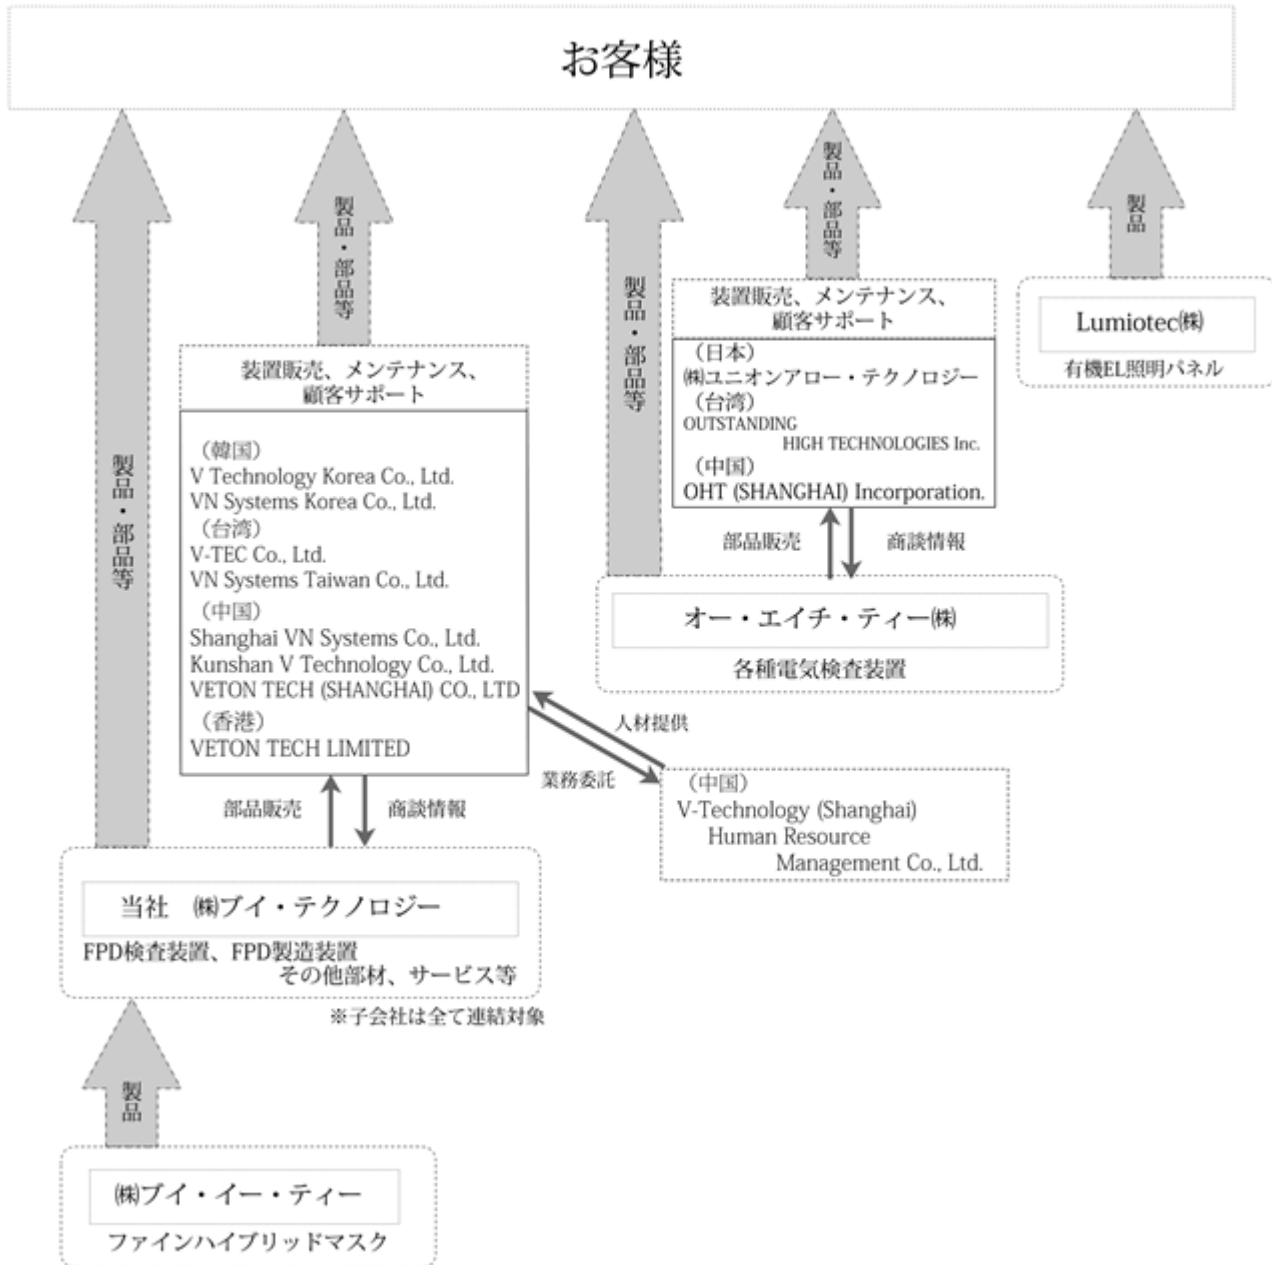 お客様
製品・部品等
製品・部品等
製品・部品等
製品・部品等
製品
装置販売、メンテナンス、
顧客サポート
（日本）
㈱ユニオンアロー・テクノロジー
（台湾）
OUTSTANDING
HIGH TECHNOLOGIES Inc.
（中国）
OHT (SHANGHAI) Incorporation.
Lumiotec㈱
有機EL照明パネル
装置販売、メンテナンス、
顧客サポート
（韓国）
V Technology Korea Co., Ltd.
VN Systems Korea Co., Ltd.
（台湾）
V-TEC Co., Ltd.
VN Systems Taiwan Co., Ltd.
（中国）
Shanghai VN Systems Co., Ltd.
Kunshan V Technology Co., Ltd.
VETON TECH (SHANGHAI) CO., LTD
（香港）
VETON TECH LIMITED
部品販売
商談情報
オー・エイチ・ティー㈱
各種電気検査装置
人材提供
業務委託
（中国）
V-Technology (Shanghai)
Human Resource
Management Co., Ltd.
部品販売
商談情報
当社　㈱ブイ・テクノロジー
FPD検査装置、FPD製造装置
その他部材、サービス等
※子会社は全て連結対象
製品
㈱ブイ・イー・ティー
ファインハイブリッドマスク